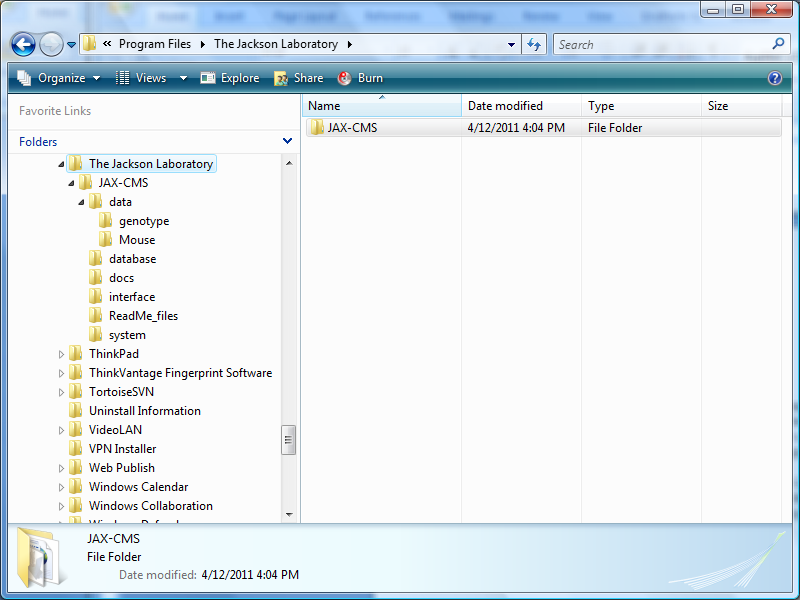 « Program Files The Jackson Laboratory Search
Organize Views Explore Share Burn
Favorite Links
Folders
The Jackson Laboratory
JAX-CMS
data
genotype
Mouse
database
docs
interface
ReadMe_files
system
ThinkPad
ThinkVantage Fingerprint Software
TortoiseSVN
Uninstall Information
VideoLAN
VPN Installer
Web Publish
Windows Calendar
Windows Collaboration
Name Date modified Type Size
JAX-CMS 4/12/2011 4:04 PM File Folder
JAX-CMS
File Folder
Date modified: 4/12/2011 4:04 PM